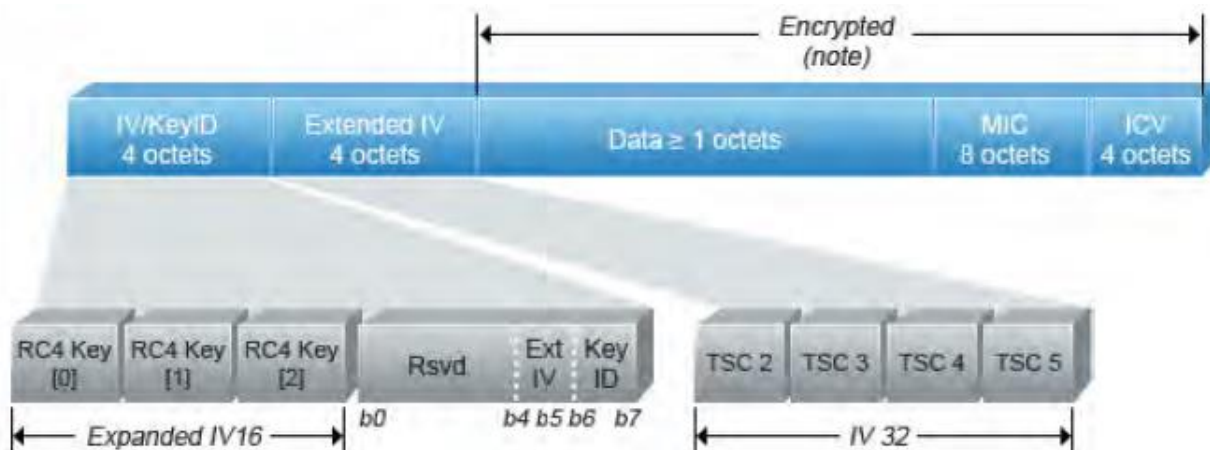 Encrypted
(note)
IV/KeyID
4 octets
Extended IV
4 octets
Data ≥ 1 octets
MIC
8 octets
ICV
4 octets
RC4 Key
[0]
RC4 Key
[1]
RC4 Key
[2]
Rsvd
Ext
IV
Key
ID
TSC 2
TSC 3
TSC 4
TSC 5
b0
b4 b5 b6
b7
Expanded IV16
IV 32